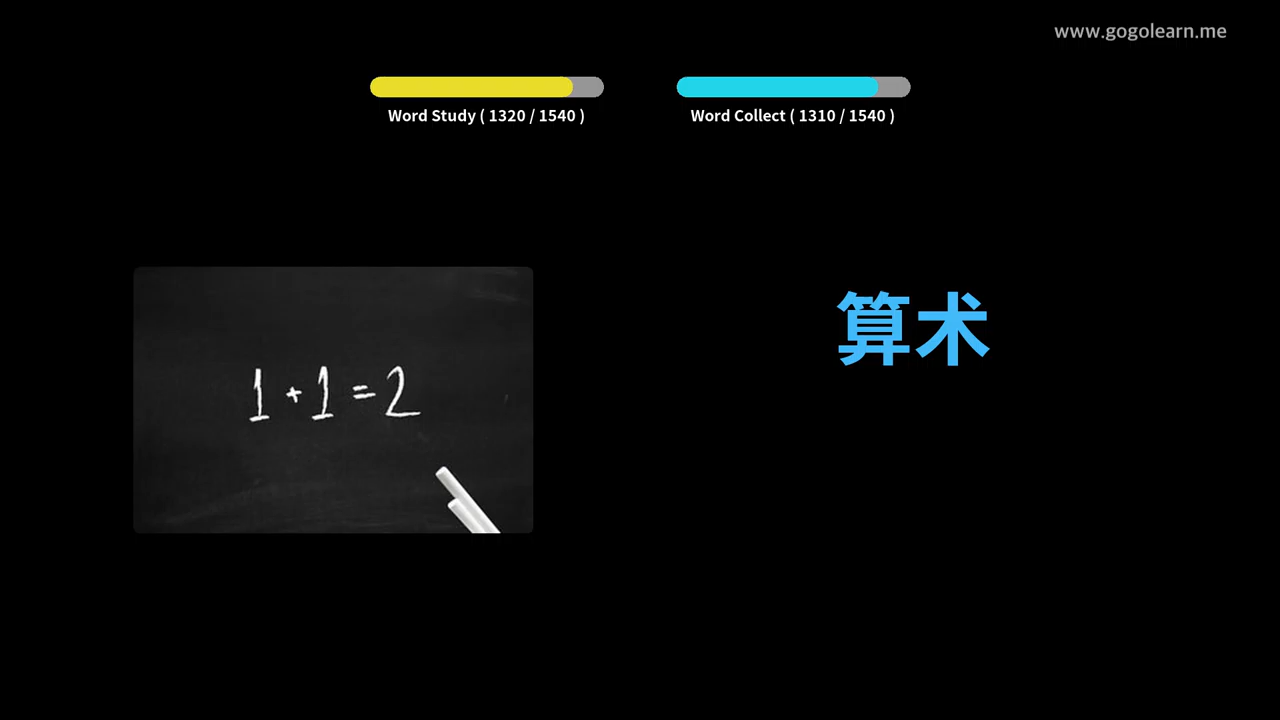 www.gogolearn.me
Word Study ( 1320 / 1540 )
Word Collect ( 1310 / 1540 )
算术
1 + 1 = 2